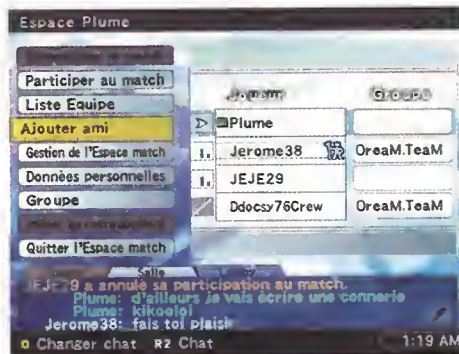 Espace Plume
Participer au match
Liste Equipe
Ajouter ami
Gestion de l'Espace match
Données personnelles
Groupe
Quitter l'Espace match
Joueur
Groupe
Plume
Jerome38
OreaM.TeaM
JEJE29
Ddocsy76Crew
OreaM.TeaM
Salle
JEJE29 a annulé sa participation au match.
Plume: d'ailleurs je vais écrire une connerie
Plume: kikoolol
Jerome38: fais toi plaisir
Changer chat R2 Chat
1:19 AM